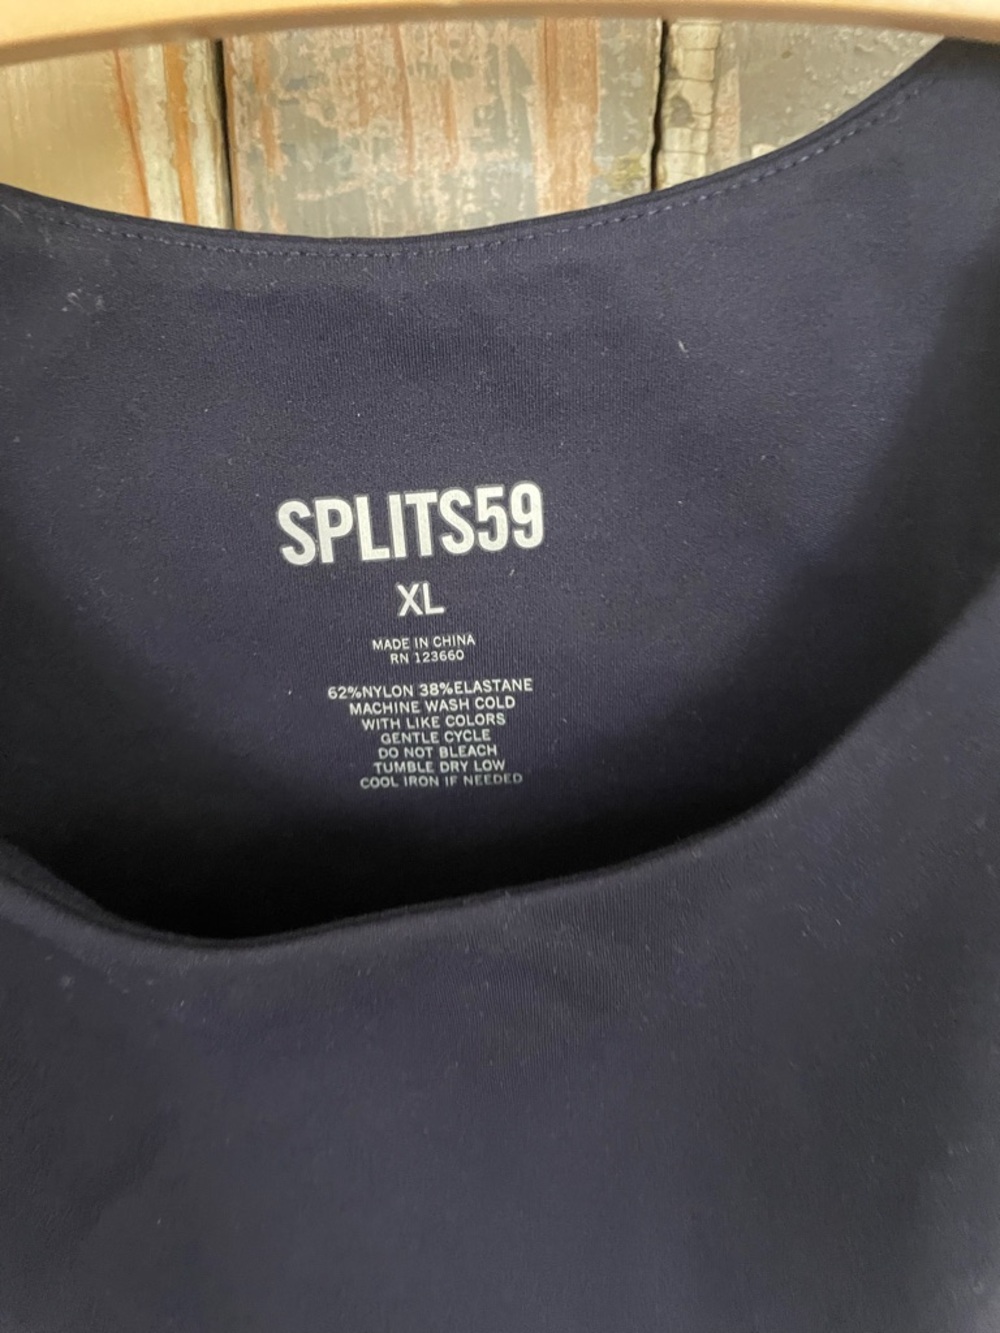 SPLITS59
XL
MADE IN CHINA
RN 123660
62%NYLON 38%ELASTANE
MACHINE WASH COLD
WITH LIKE COLORS
GENTLE CYCLE
DO NOT BLEACH
TUMBLE DRY LOW
COOL IRON IF NEEDED